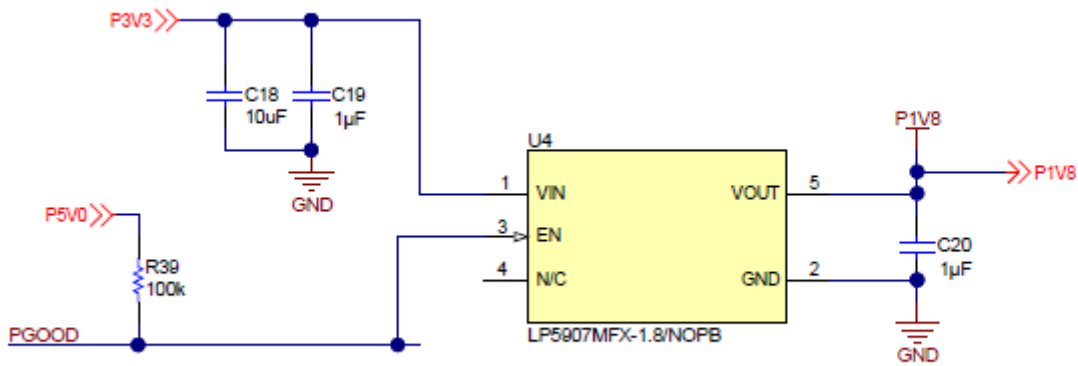 P3V3
C18
10uF
C19
1µF
GND
P5V0
R39
100k
PGOOD
U4
1
VIN
3
EN
4
N/C
VOUT
5
GND
2
LP5907MFX-1.8/NOPB
P1V8
P1V8
C20
1µF
GND